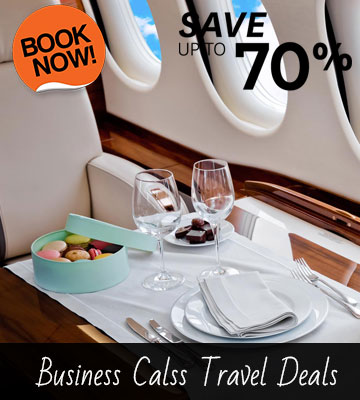 BOOK
NOW!
SAVE
UP TO 70%
Business Calss Travel Deals